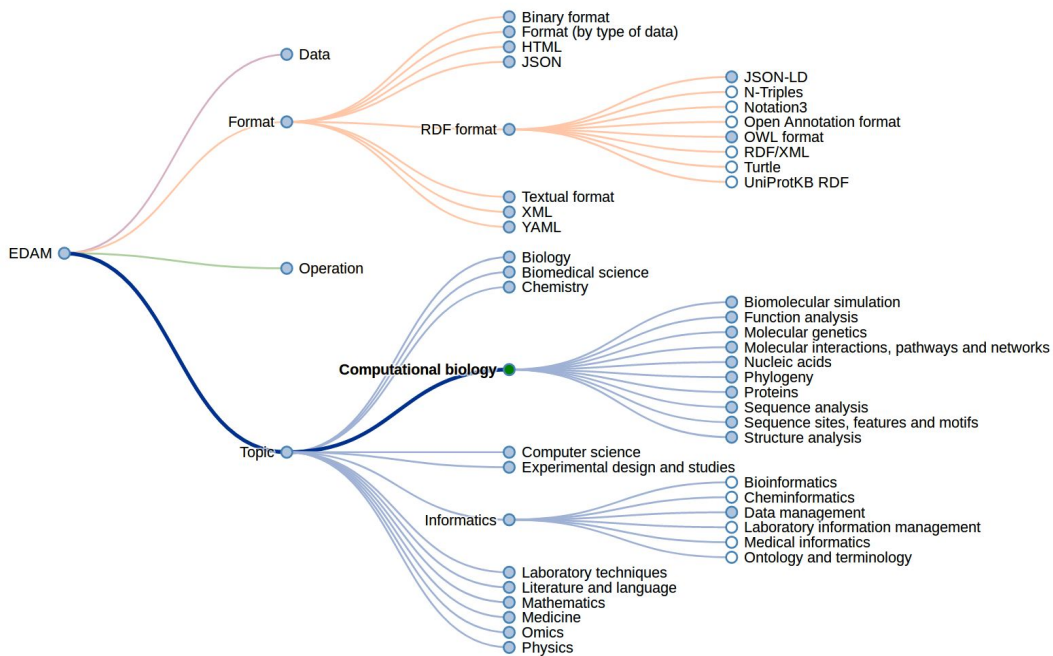 Binary format
Format (by type of data)
HTML
JSON
Data
JSON-LD
N-Triples
Notation3
Format
Open Annotation format
RDF format
OWL format
RDF/XML
Turtle
UniProtKB RDF
Textual format
XML
YAML
EDAM
Biology
Operation
Biomedical science
Chemistry
Biomolecular simulation
Function analysis
Molecular genetics
Molecular interactions, pathways and networks
Nucleic acids
Computational biology
Phylogeny
Proteins
Sequence analysis
Sequence sites, features and motifs
Structure analysis
Topic
Computer science
Experimental design and studies
Bioinformatics
Cheminformatics
Data management
Informatics
Laboratory information management
Medical informatics
Ontology and terminology
Laboratory techniques
Literature and language
Mathematics
Medicine
Omics
Physics